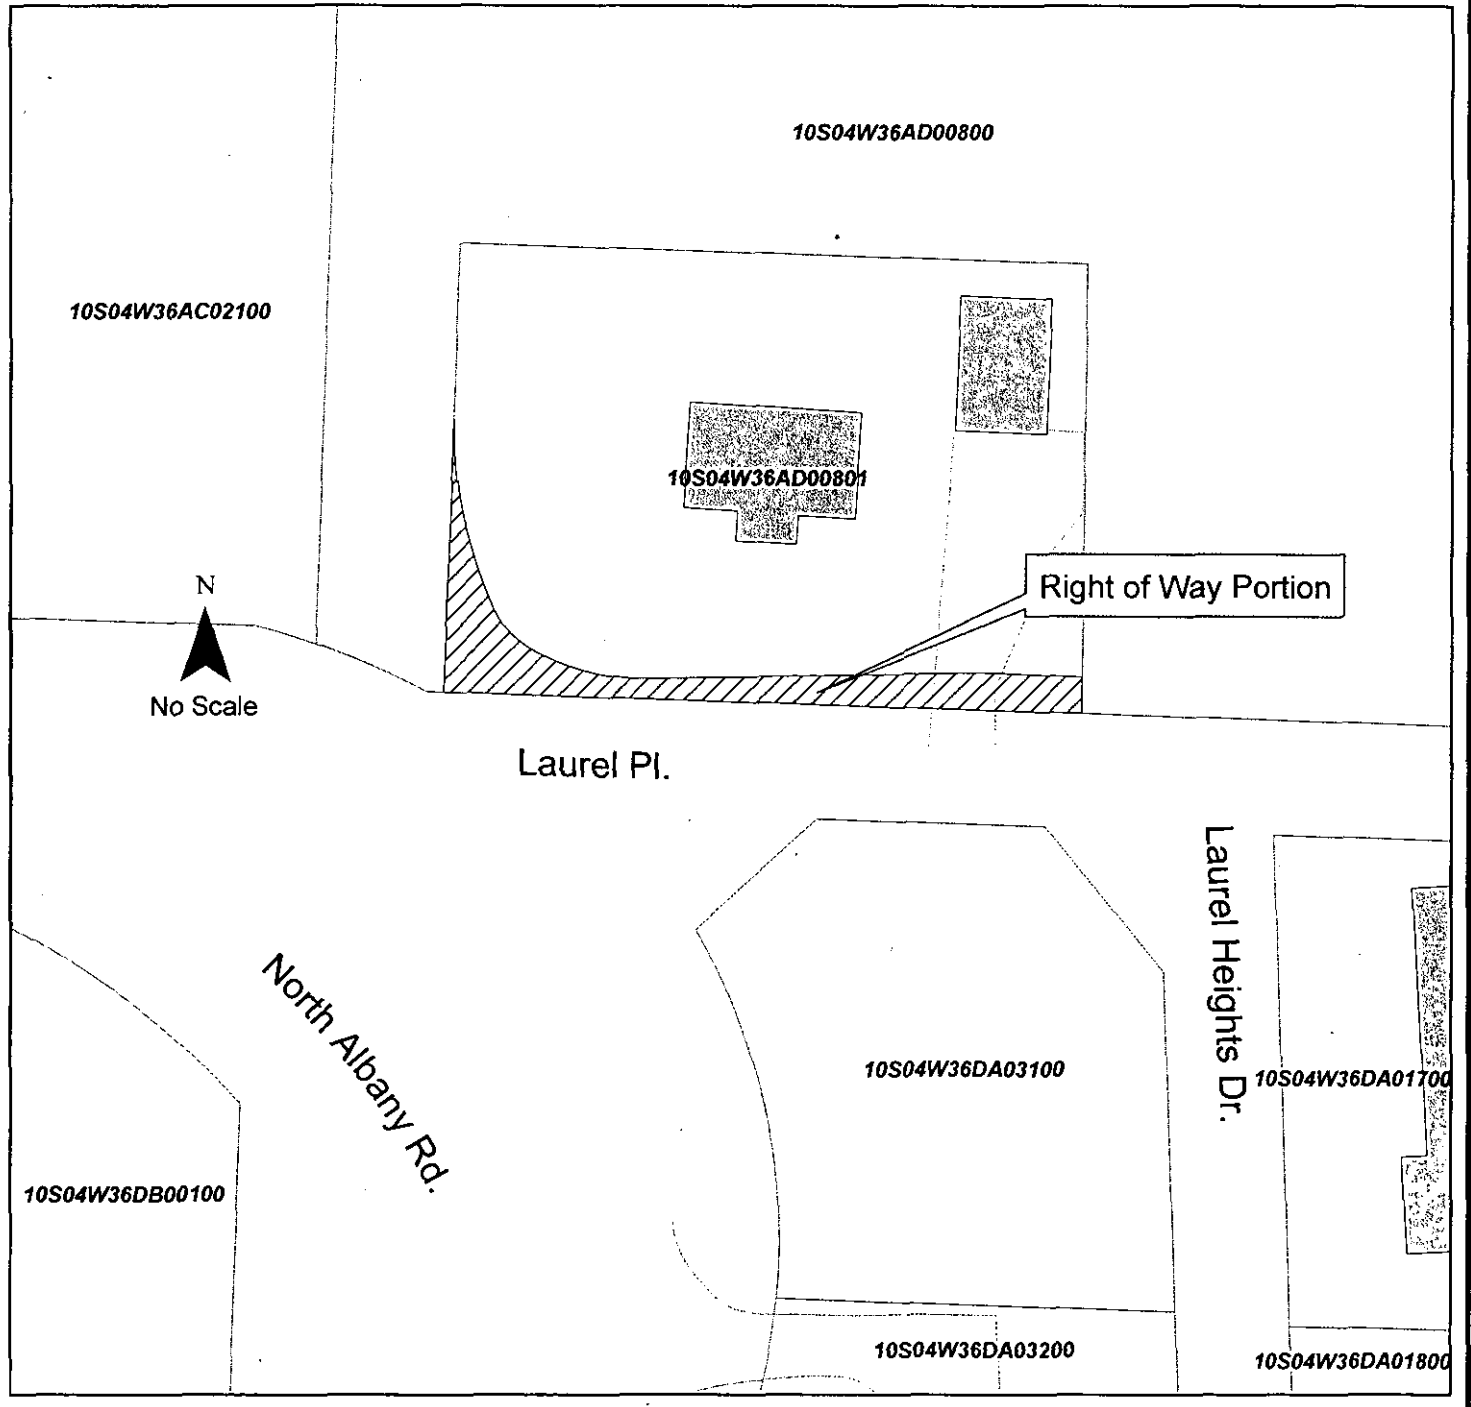 10S04W36AD00800
10S04W36AC02100
10S04W36AD00801
Right of Way Portion
N
No Scale
Laurel Pl.
Laurel Heights Dr.
North Albany Rd.
10S04W36DA03100
10S04W36DA01700
10S04W36DB00100
10S04W36DA03200
10S04W36DA01800